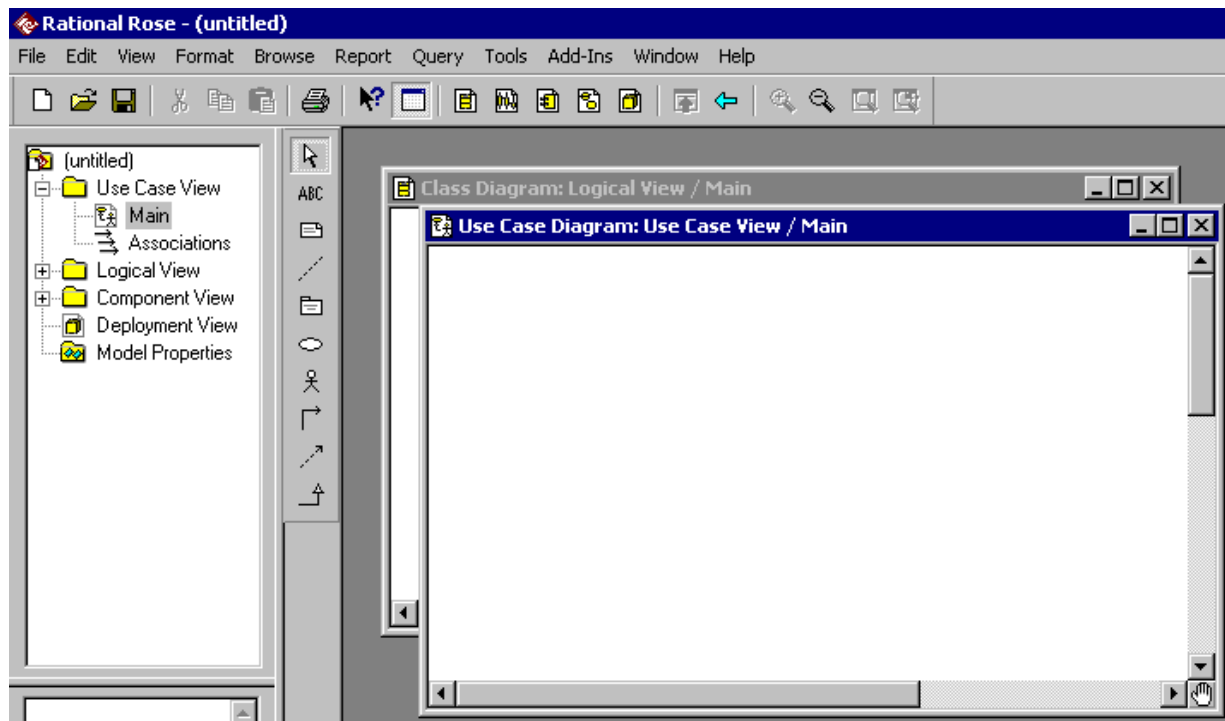 Rational Rose - (untitled)
File Edit View Format Browse Report Query Tools Add-Ins Window Help
(untitled)
Use Case View
Main
Associations
Logical View
Component View
Deployment View
Model Properties
ABC
Class Diagram: Logical View / Main
Use Case Diagram: Use Case View / Main